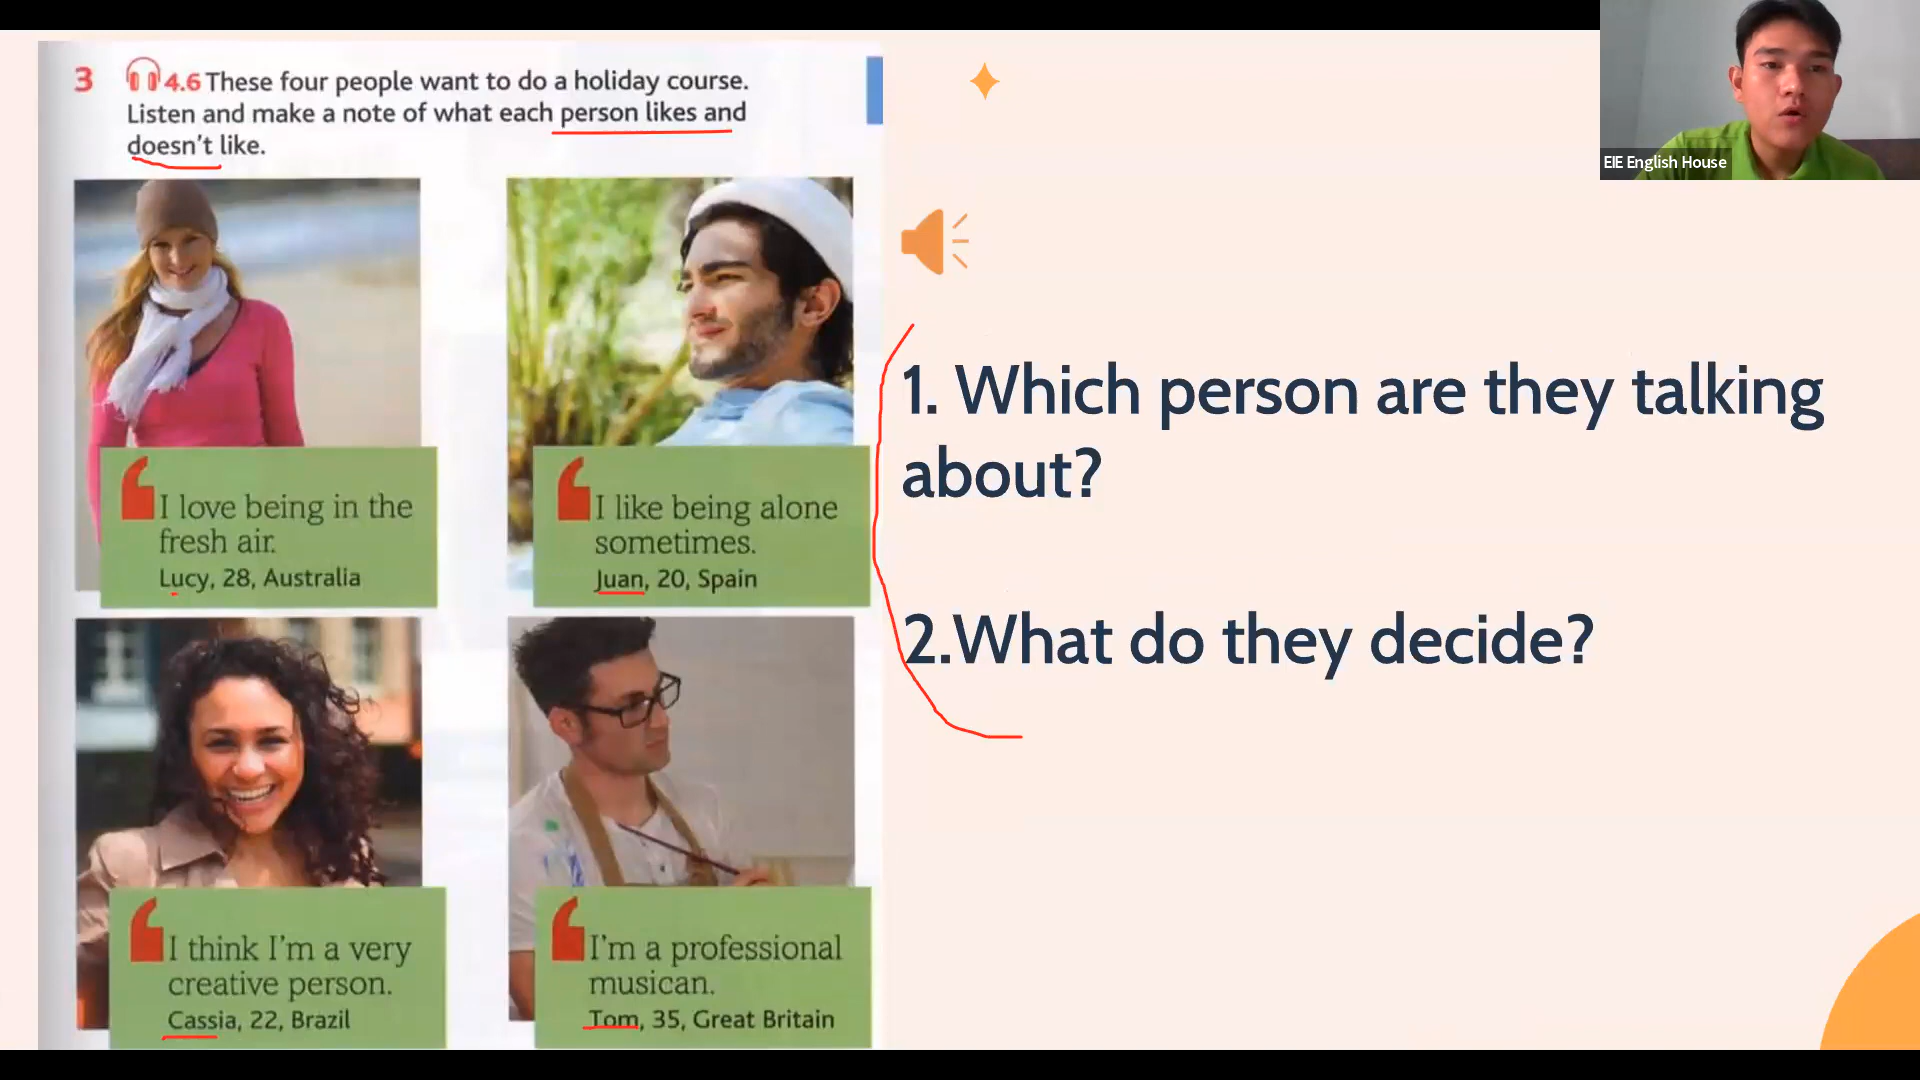 3 4.6 These four people want to do a holiday course.
Listen and make a note of what each person likes and
doesn't like.
I love being in the
fresh air.
Lucy, 28, Australia
I like being alone
sometimes.
Juan, 20, Spain
I think I'm a very
creative person.
Cassia, 22, Brazil
I'm a professional
musican.
Tom, 35, Great Britain
1. Which person are they talking
about?
2.What do they decide?
EIE English House